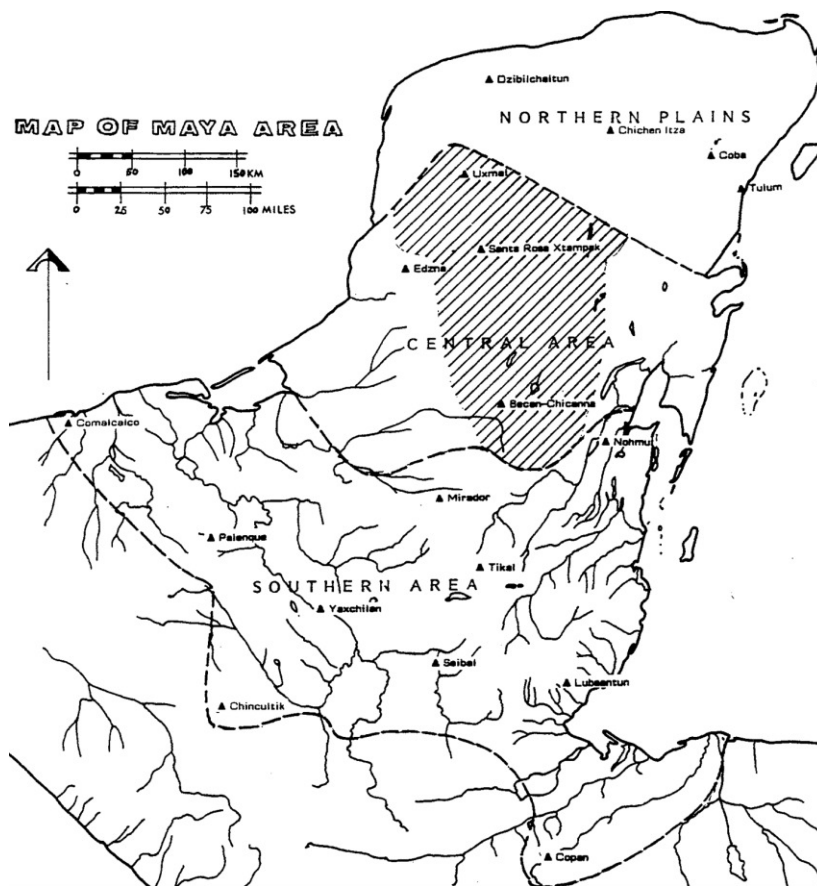 Dzibilchaltun
NORTHERN PLAINS
MAP OF MAYA AREA
Chichen Itza
Coba
0 50 100 150 KM
Uxmal
0 25 50 75 100 MILES
Tulum
Santa Rosa Xtampak
Edzna
CENTRAL AREA
Becan-Chicanna
Comalcalco
Nohmul
Mirador
Palenque
Tikal
SOUTHERN AREA
Yaxchilan
Seibal
Lubaantun
Chincultik
Copan